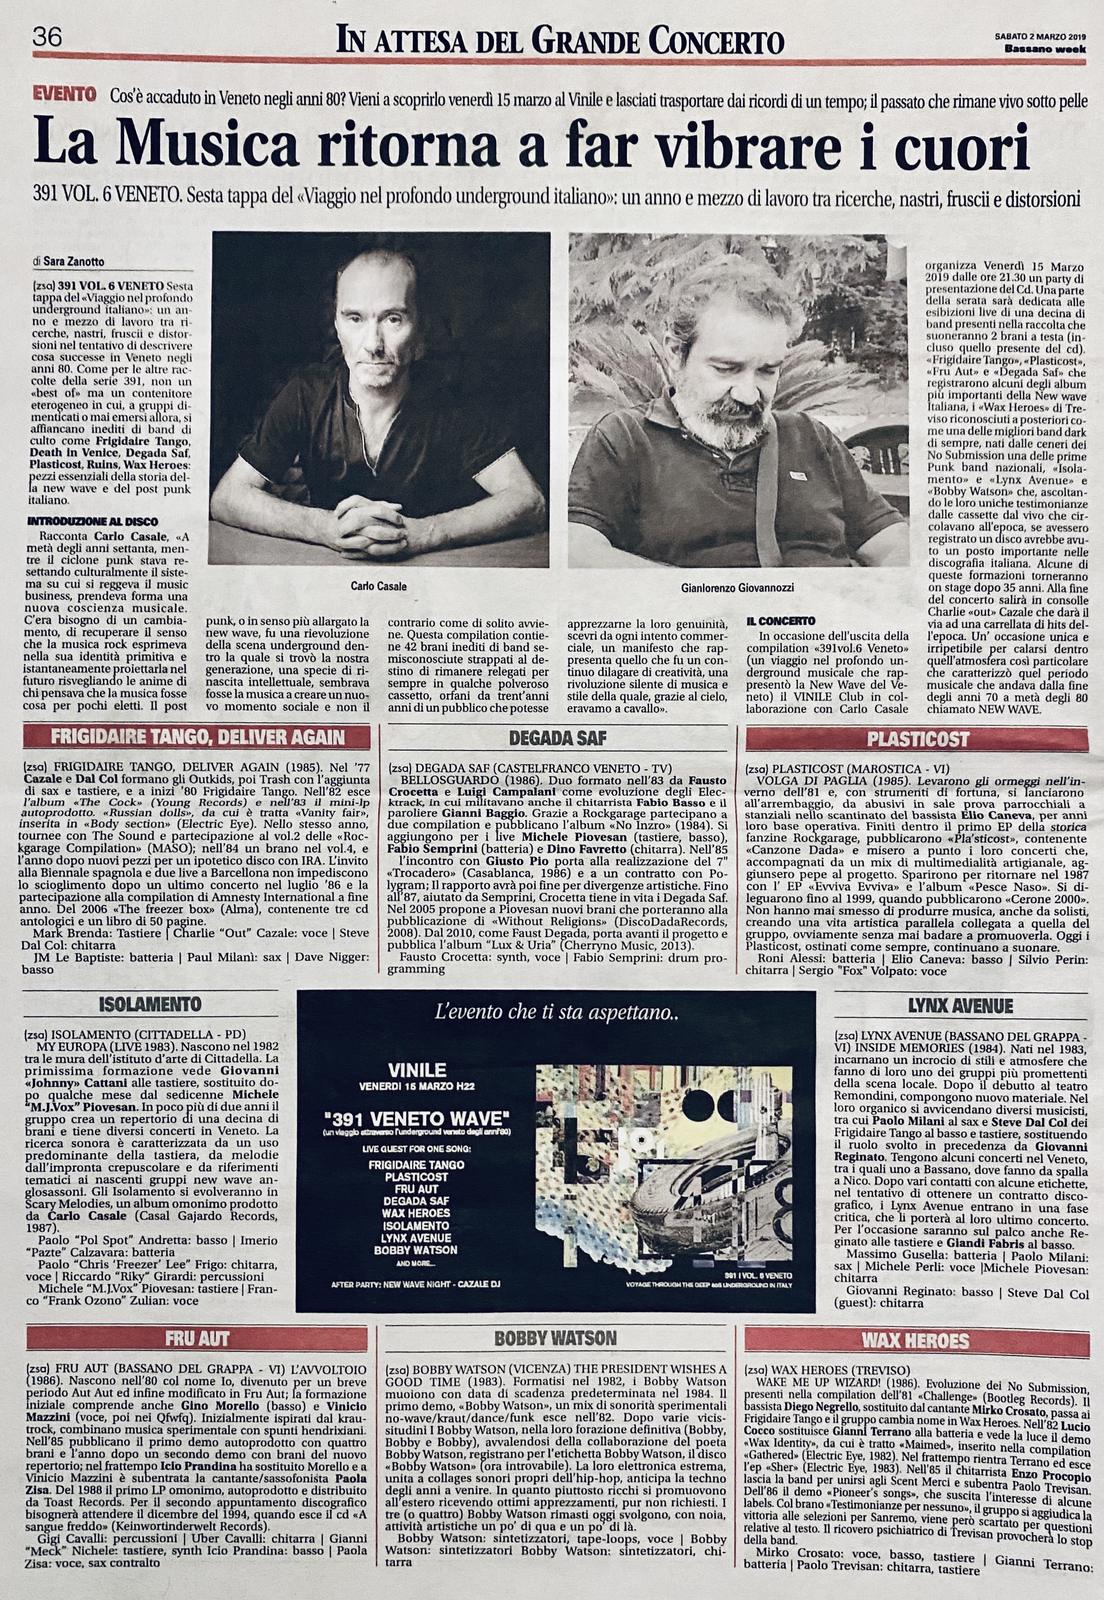 36
IN ATTESA DEL GRANDE CONCERTO
SABATO 2 MARZO 2019
Bassano week
EVENTO Cos'è accaduto in Veneto negli anni 80? Vieni a scoprirlo venerdì 15 marzo al Vinile e lasciati trasportare dai ricordi di un tempo; il passato che rimane vivo sotto pelle
La Musica ritorna a far vibrare i cuori
391 VOL. 6 VENETO. Sesta tappa del «Viaggio nel profondo underground italiano»: un anno e mezzo di lavoro tra ricerche, nastri, fruscii e distorsioni
di Sara Zanotto
(zsa) 391 VOL. 6 VENETO Sesta
tappa del «Viaggio nel profondo
underground italiano»: un an-
no e mezzo di lavoro tra ri-
cerche, nastri, fruscii e distor-
sioni nel tentativo di descrivere
cosa successe in Veneto negli
anni 80. Come per le altre rac-
colte della serie 391, non un
«best of» ma un contenitore
eterogeneo in cui, a gruppi di-
menticati o mai emersi allora, si
affiancano inediti di band di
culto come Frigidaire Tango,
Death in Venice, Degada Saf,
Plasticost, Ruins, Wax Heroes:
pezzi essenziali della storia del-
la new wave e del post punk
italiano.
INTRODUZIONE AL DISCO
Racconta Carlo Casale, «A
metà degli anni settanta, men-
tre il ciclone punk stava re-
settando culturalmente il siste-
ma su cui si reggeva il music
business, prendeva forma una
nuova coscienza musicale.
C'era bisogno di un cambia-
mento, di recuperare il senso
che la musica rock esprimeva
nella sua identità primitiva e
istantaneamente proiettarla nel
futuro risvegliando le anime di
chi pensava che la musica fosse
cosa per pochi eletti. Il post
Carlo Casale
Gianlorenzo Giovannozzi
punk, o in senso più allargato la
new wave, fu una rievoluzione
della scena underground den-
tro la quale si trovò la nostra
generazione, una specie di ri-
nascita intellettuale, sembrava
fosse la musica a creare un nuo-
vo momento sociale e non il
contrario come di solito avvie-
ne. Questa compilation contie-
ne 42 brani inediti di band se-
misconosciute strappati al de-
stino di rimanere relegati per
sempre in qualche polveroso
cassetto, orfani da trent'anni
anni di un pubblico che potesse
apprezzarne la loro genuinità,
scevri da ogni intento commer-
ciale, un manifesto che rap-
presenta quello che fu un con-
tinuo dilagare di creatività, una
rivoluzione silente di musica e
stile della quale, grazie al cielo,
eravamo a cavallo».
IL CONCERTO
In occasione dell'uscita della
compilation «391vol.6 Veneto»
(un viaggio nel profondo un-
derground musicale che rap-
presentò la New Wave del Ve-
neto) il VINILE Club in col-
laborazione con Carlo Casale
organizza Venerdì 15 Marzo
2019 dalle ore 21.30 un party di
presentazione del Cd. Una parte
della serata sarà dedicata alle
esibizioni live di una decina di
band presenti nella raccolta che
suoneranno 2 brani a testa (in-
cluso quello presente del cd).
«Frigidaire Tango», «Plasticost»,
«Fru Aut» e «Degada Saf» che
registrarono alcuni degli album
più importanti della New wave
Italiana, i «Wax Heroes» di Tre-
viso riconosciuti a posteriori co-
me una delle migliori band dark
di sempre, nati dalle ceneri dei
No Submission una delle prime
Punk band nazionali, «Isola-
mento» e «Lynx Avenue» e
«Bobby Watson» che, ascoltan-
do le loro uniche testimonianze
dalle cassette dal vivo che cir-
colavano all'epoca, se avessero
registrato un disco avrebbe avu-
to un posto importante nelle
discografia italiana. Alcune di
queste formazioni torneranno
on stage dopo 35 anni. Alla fine
del concerto salirà in consolle
Charlie «out» Cazale che darà il
via ad una carrellata di hits del-
l'epoca. Un' occasione unica e
irripetibile per calarsi dentro
quell'atmosfera così particolare
che caratterizzò quel periodo
musicale che andava dalla fine
degli anni 70 a metà degli 80
chiamato NEW WAVE.
FRIGIDAIRE TANGO, DELIVER AGAIN
(zsa) FRIGIDAIRE TANGO, DELIVER AGAIN (1985). Nel '77
Cazale e Dal Col formano gli Outkids, poi Trash con l'aggiunta
di sax e tastiere, e a inizi '80 Frigidaire Tango. Nell'82 esce
l'album «The Cock» (Young Records) e nell'83 il mini-lp
autoprodotto. «Russian dolls», da cui è tratta «Vanity fair»,
inserita in «Body section» (Electric Eye). Nello stesso anno,
tournee con The Sound e partecipazione al vol.2 delle «Roc-
kgarage Compilation» (MASO); nell'84 un brano nel vol.4, e
l'anno dopo nuovi pezzi per un ipotetico disco con IRA. L'invito
alla Biennale spagnola e due live a Barcellona non impediscono
lo scioglimento dopo un ultimo concerto nel luglio '86 e la
partecipazione alla compilation di Amnesty International a fine
anno. Del 2006 «The freezer box» (Alma), contenente tre cd
antologici e un libro di 50 pagine.
Mark Brenda: Tastiere | Charlie “Out” Cazale: voce | Steve
Dal Col: chitarra
JM Le Baptiste: batteria | Paul Milani: sax | Dave Nigger:
basso
DEGADA SAF
(zsa) DEGADA SAF (CASTELFRANCO VENETO - TV)
BELLOSGUARDO (1986). Duo formato nell'83 da Fausto
Crocetta e Luigi Campalani come evoluzione degli Elec-
ktrack, in cui militavano anche il chitarrista Fabio Basso e il
paroliere Gianni Baggio. Grazie a Rockgarage partecipano a
due compilation e pubblicano l'album «No Inzro» (1984). Si
aggiungono per i live Michele Piovesan (tastiere, basso),
Fabio Semprini (batteria) e Dino Favretto (chitarra). Nell'85
l'incontro con Giusto Pio porta alla realizzazione del 7"
«Trocadero» (Casablanca, 1986) e a un contratto con Po-
lygram; Il rapporto avrà poi fine per divergenze artistiche. Fino
all'87, aiutato da Semprini, Crocetta tiene in vita i Degada Saf.
Nel 2005 propone a Piovesan nuovi brani che porteranno alla
pubblicazione di «Without Religions» (DiscoDadaRecords,
2008). Dal 2010, come Faust Degada, porta avanti il progetto e
pubblica l'album “Lux & Uria” (Cherryno Music, 2013).
Fausto Crocetta: synth, voce | Fabio Semprini: drum pro-
gramming
PLASTICOST
(zsa) PLASTICOST (MAROSTICA - VI)
VOLGA DI PAGLIA (1985). Levarono gli ormeggi nell'in-
verno dell'81 e, con strumenti di fortuna, si lanciarono
all'arrembaggio, da abusivi in sale prova parrocchiali a
stanziali nello scantinato del bassista Elio Caneva, per anni
loro base operativa. Finiti dentro il primo EP della storica
fanzine Rockgarage, pubblicarono «Pla'sticost», contenente
«Canzone Dada» e misero a punto i loro concerti che,
accompagnati da un mix di multimedialità artigianale, ag-
giunsero pepe al progetto. Sparirono per ritornare nel 1987
con l' EP «Evviva Evviva» e l'album «Pesce Naso». Si di-
leguarono fino al 1999, quando pubblicarono «Cerone 2000».
Non hanno mai smesso di produrre musica, anche da solisti,
creando una vita artistica parallela collegata a quella del
gruppo, ovviamente senza mai badare a promuoverla. Oggi i
Plasticost, ostinati come sempre, continuano a suonare.
Roni Alessi: batteria | Elio Caneva: basso | Silvio Perin:
chitarra | Sergio "Fox" Volpato: voce
ISOLAMENTO
(zsa) ISOLAMENTO (CITTADELLA - PD)
MY EUROPA (LIVE 1983). Nascono nel 1982
tra le mura dell'istituto d'arte di Cittadella. La
primissima formazione vede Giovanni
«Johnny» Cattani alle tastiere, sostituito do-
po qualche mese dal sedicenne Michele
“M.J.Vox” Piovesan. In poco più di due anni il
gruppo crea un repertorio di una decina di
brani e tiene diversi concerti in Veneto. La
ricerca sonora è caratterizzata da un uso
predominante della tastiera, da melodie
dall'impronta crepuscolare e da riferimenti
tematici ai nascenti gruppi new wave an-
glosassoni. Gli Isolamento si evolveranno in
Scary Melodies, un album omonimo prodotto
da Carlo Casale (Casal Gajardo Records,
1987).
Paolo “Pol Spot” Andretta: basso | Imerio
“Pazte” Calzavara: batteria
Paolo “Chris 'Freezer' Lee” Frigo: chitarra,
voce | Riccardo “Riky” Girardi: percussioni
Michele “M.J.Vox” Piovesan: tastiere | Fran-
co “Frank Ozono” Zulian: voce
L'evento che ti sta aspettano..
VINILE
VENERDI 15 MARZO H22
"391 VENETO WAVE"
(un viaggio attraverso l'underground veneto degli anni'80)
LIVE GUEST FOR ONE SONG:
FRIGIDAIRE TANGO
PLASTICOST
FRU AUT
DEGADA SAF
WAX HEROES
ISOLAMENTO
LYNX AVENUE
BOBBY WATSON
AND MORE...
AFTER PARTY: NEW WAVE NIGHT - CAZALE DJ
391 | VOL. 6 VENETO
VOYAGE THROUGH THE DEEP 80S UNDERGROUND IN ITALY
LYNX AVENUE
(zsa) LYNX AVENUE (BASSANO DEL GRAPPA -
VI) INSIDE MEMORIES (1984). Nati nel 1983,
incarnano un incrocio di stili e atmosfere che
fanno di loro uno dei gruppi più promettenti
della scena locale. Dopo il debutto al teatro
Remondini, compongono nuovo materiale. Nel
loro organico si avvicendano diversi musicisti,
tra cui Paolo Milani al sax e Steve Dal Col dei
Frigidaire Tango al basso e tastiere, sostituendo
il ruolo svolto in precedenza da Giovanni
Reginato. Tengono alcuni concerti nel Veneto,
tra i quali uno a Bassano, dove fanno da spalla
a Nico. Dopo vari contatti con alcune etichette,
nel tentativo di ottenere un contratto disco-
grafico, i Lynx Avenue entrano in una fase
critica, che li porterà al loro ultimo concerto.
Per l'occasione saranno sul palco anche Re-
ginato alle tastiere e Giandi Fabris al basso.
Massimo Gusella: batteria | Paolo Milani:
sax | Michele Perli: voce |Michele Piovesan:
chitarra
Giovanni Reginato: basso | Steve Dal Col
(guest): chitarra
FRU AUT
(zsa) FRU AUT (BASSANO DEL GRAPPA - VI) L'AVVOLTOIO
(1986). Nascono nell'80 col nome Io, divenuto per un breve
periodo Aut Aut ed infine modificato in Fru Aut; la formazione
iniziale comprende anche Gino Morello (basso) e Vinicio
Mazzini (voce, poi nei Qfwfq). Inizialmente ispirati dal krau-
trock, combinano musica sperimentale con spunti hendrixiani.
Nell'85 publicano il primo demo autoprodotto con quattro
brani e l'anno dopo un secondo demo con brani del nuovo
repertorio; nel frattempo Icio Prandina ha sostituto Morello e a
Vinicio Mazzini è subentrata la cantante/sassofonista Paola
Zisa. Del 1988 il primo LP omonimo, autoprodotto e distribuito
da Toast Records. Per il secondo appuntamento discografico
bisognerà attendere il dicembre del 1994, quando esce il cd «A
sangue freddo» (Keinwortinderwelt Records).
Gigi Cavalli: percussioni | Uber Cavalli: chitarra | Gianni
"Meck" Nichele: tastiere, synth Icio Prandina: basso | Paola
Zisa: voce, sax contralto
BOBBY WATSON
(zsa) BOBBY WATSON (VICENZA) THE PRESIDENT WISHES A
GOOD TIME (1983). Formatisi nel 1982, i Bobby Watson
muoiono con data di scadenza predeterminata nel 1984. Il
primo demo, «Bobby Watson», un mix di sonorità sperimentali
no-wave/kraut/dance/funk esce nell'82. Dopo varie vicis-
situdini I Bobby Watson, nella loro forazione definitiva (Bobby,
Bobby e Bobby), avvalendosi della collaborazione del poeta
Bobby Watson, registrano per l'etichetta Bobby Watson, il disco
«Bobby Watson» (ora introvabile). La loro elettronica estrema,
unita a collages sonori propri dell'hip-hop, anticipa la techno
degli anni a venire. In quanto piuttosto ricchi si promuovono
all'estero ricevendo ottimi apprezzamenti, pur non richiesti. I
tre (o quattro) Bobby Watson rimasti oggi svolgono, con noia,
attività artistiche un po' di qua e un po' di là.
Bobby Watson: sintetizzatori, tape-loops, voce | Bobby
Watson: sintetizzatori Bobby Watson: sintetizzatori, chi-
tarra
WAX HEROES
(zsa) WAX HEROES (TREVISO)
WAKE ME UP WIZARD! (1986). Evoluzione dei No Submission,
presenti nella compilation dell'81 «Challenge» (Bootleg Records). Il
bassista Diego Negrello, sostituito dal cantante Mirko Crosato, passa ai
Frigidaire Tango e il gruppo cambia nome in Wax Heroes. Nell'82 Lucio
Cocco sostituisce Gianni Terrano alla batteria e vede la luce il demo
«Wax Identity», da cui è tratto «Maimed», inserito nella compilation
«Gathered» (Electric Eye, 1982). Nel frattempo rientra Terrano ed esce
l'ep «Sher» (Electric Eye, 1983). Nell'85 il chitarrista Enzo Procopio
lascia la band per unirsi agli Scent Merci e subentra Paolo Trevisan.
Dell'86 il demo «Pioneer's songs», che suscita l'interesse di alcune
labels. Col brano «Testimonianze per nessuno», il gruppo si aggiudica la
vittoria alle selezioni per Sanremo, viene però scartato per questioni
relative al testo. Il ricovero psichiatrico di Trevisan provocherà lo stop
della band.
Mirko Crosato: voce, basso, tastiere | Gianni Terrano:
batteria | Paolo Trevisan: chitarra, tastiere